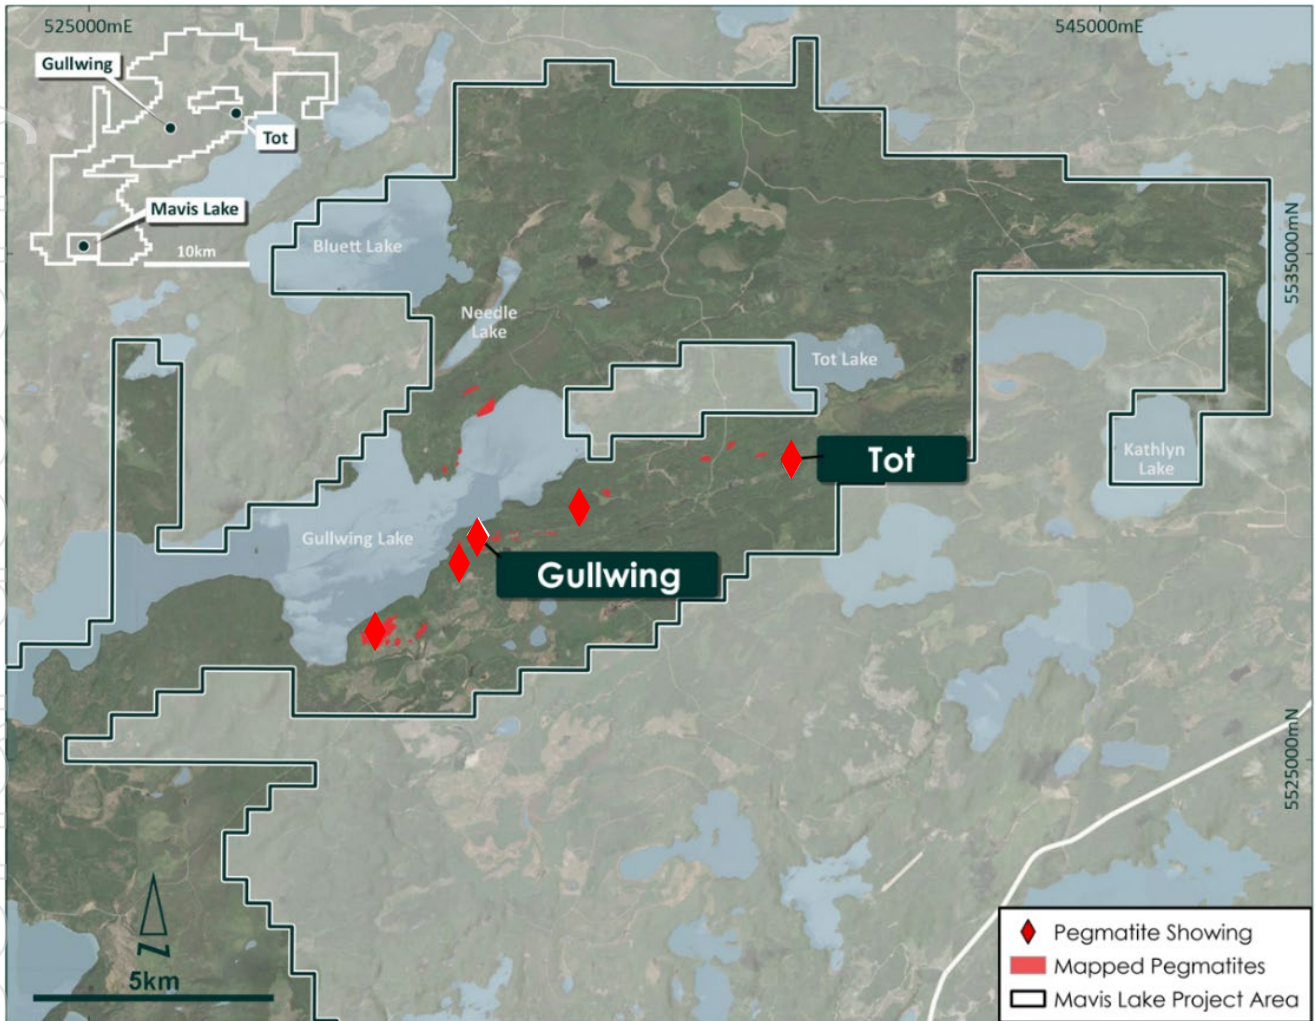 525000mE
545000mE
Gullwing
Tot
Mavis Lake
10km
Bluett Lake
5535000mN
Needle
Lake
Tot Lake
Kathlyn
Lake
Tot
Gullwing Lake
Gullwing
5525000mN
N
5km
Pegmatite Showing
Mapped Pegmatites
Mavis Lake Project Area